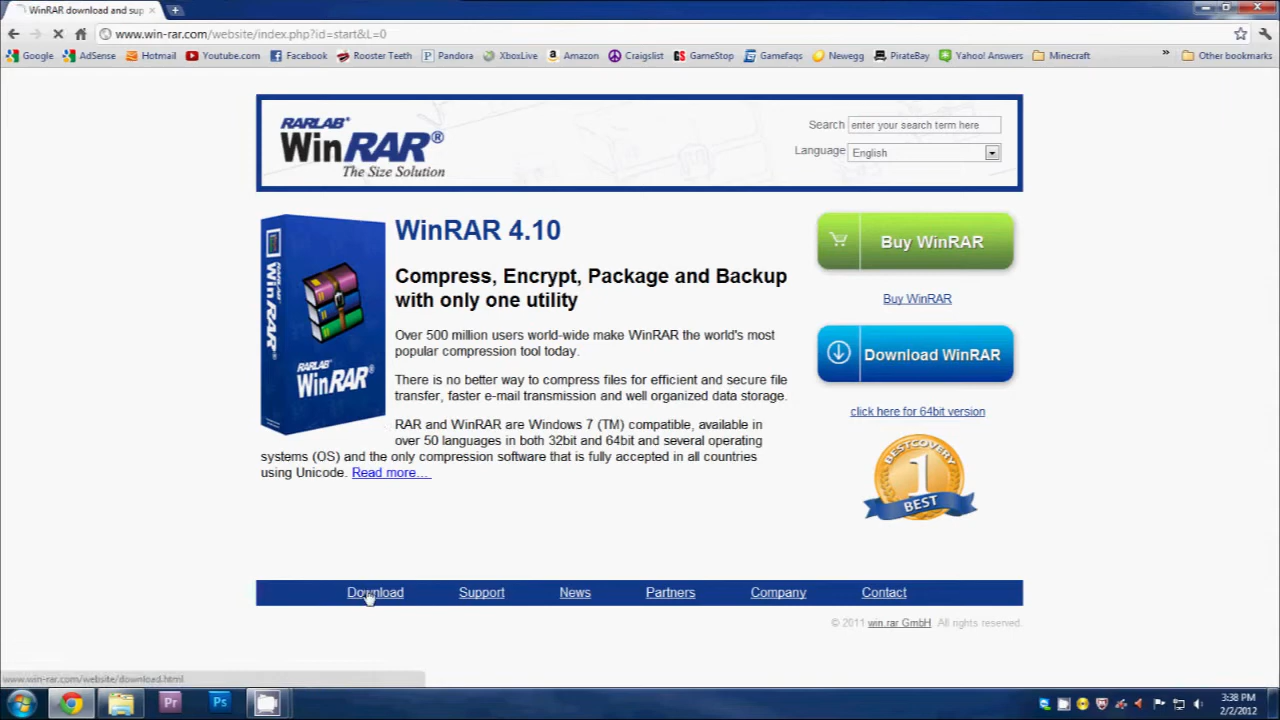 WinRAR download and sup
www.win-rar.com/website/index.php?id=start&L=0
Google AdSense Hotmail Youtube.com Facebook Rooster Teeth Pandora XboxLive Amazon Craigslist GameStop Gamefaqs Newegg PirateBay Yahoo! Answers Minecraft » Other bookmarks
RARLAB®
WinRAR®
The Size Solution
Search enter your search term here
Language English
WinRAR 4.10
Compress, Encrypt, Package and Backup
with only one utility
Over 500 million users world-wide make WinRAR the world's most
popular compression tool today.
There is no better way to compress files for efficient and secure file
transfer, faster e-mail transmission and well organized data storage.
RAR and WinRAR are Windows 7 (TM) compatible, available in
over 50 languages in both 32bit and 64bit and several operating
systems (OS) and the only compression software that is fully accepted in all countries
using Unicode. Read more...
WinRAR
RARLAB®
WinRAR®
Buy WinRAR
Buy WinRAR
Download WinRAR
click here for 64bit version
BESTCOVERY
1
BEST
Download Support News Partners Company Contact
© 2011 win.rar GmbH All rights reserved.
www.win-rar.com/website/download.html
Pr Ps
3:38 PM
2/2/2012